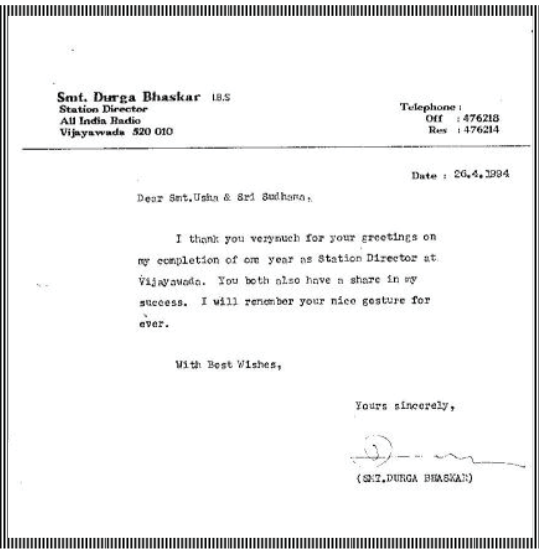 Smt. Durga Bhaskar I.B.S
Station Director
All India Radio
Vijayawada 520 010
Telephone :
Off : 476218
Res : 476214
Date : 26.4.1994
Dear Smt.Usha & Sri Sudhama,
I thank you verymuch for your greetings on
my completion of one year as Station Director at
Vijayawada. You both also have a share in my
success. I will remember your nice gesture for
ever.
With Best Wishes,
Yours sincerely,
(SMT.DURGA BHASKAR)